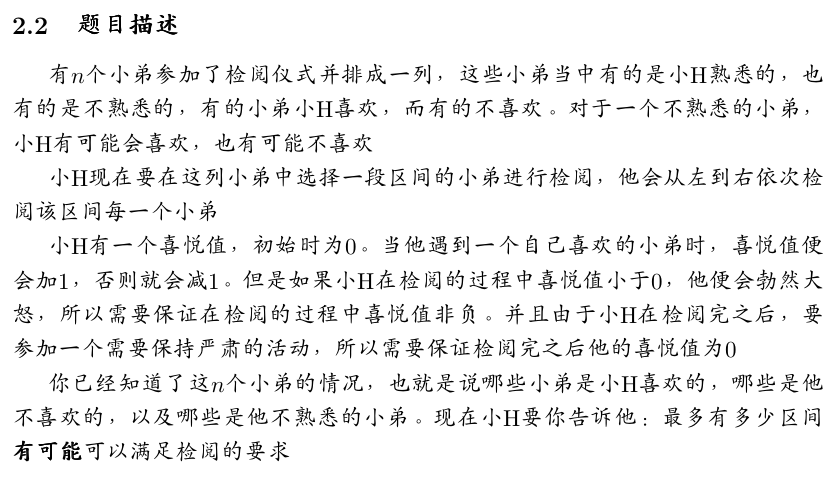 2.2 题目描述
有n个小弟参加了检阅仪式并排成一列，这些小弟当中有的是小H熟悉的，也
有的是不熟悉的，有的小弟小H喜欢，而有的不喜欢。对于一个不熟悉的小弟，
小H有可能会喜欢，也有可能不喜欢
小H现在要在这列小弟中选择一段区间的小弟进行检阅，他会从左到右依次检
阅该区间每一个小弟
小H有一个喜悦值，初始时为0。当他遇到一个自己喜欢的小弟时，喜悦值便
会加1，否则就会减1。但是如果小H在检阅的过程中喜悦值小于0，他便会勃然大
怒，所以需要保证在检阅的过程中喜悦值非负。并且由于小H在检阅完之后，要
参加一个需要保持严肃的活动，所以需要保证检阅完之后他的喜悦值为0
你已经知道了这n个小弟的情况，也就是说哪些小弟是小H喜欢的，哪些是他
不喜欢的，以及哪些是他不熟悉的小弟。现在小H要你告诉他：最多有多少区间
有可能可以满足检阅的要求